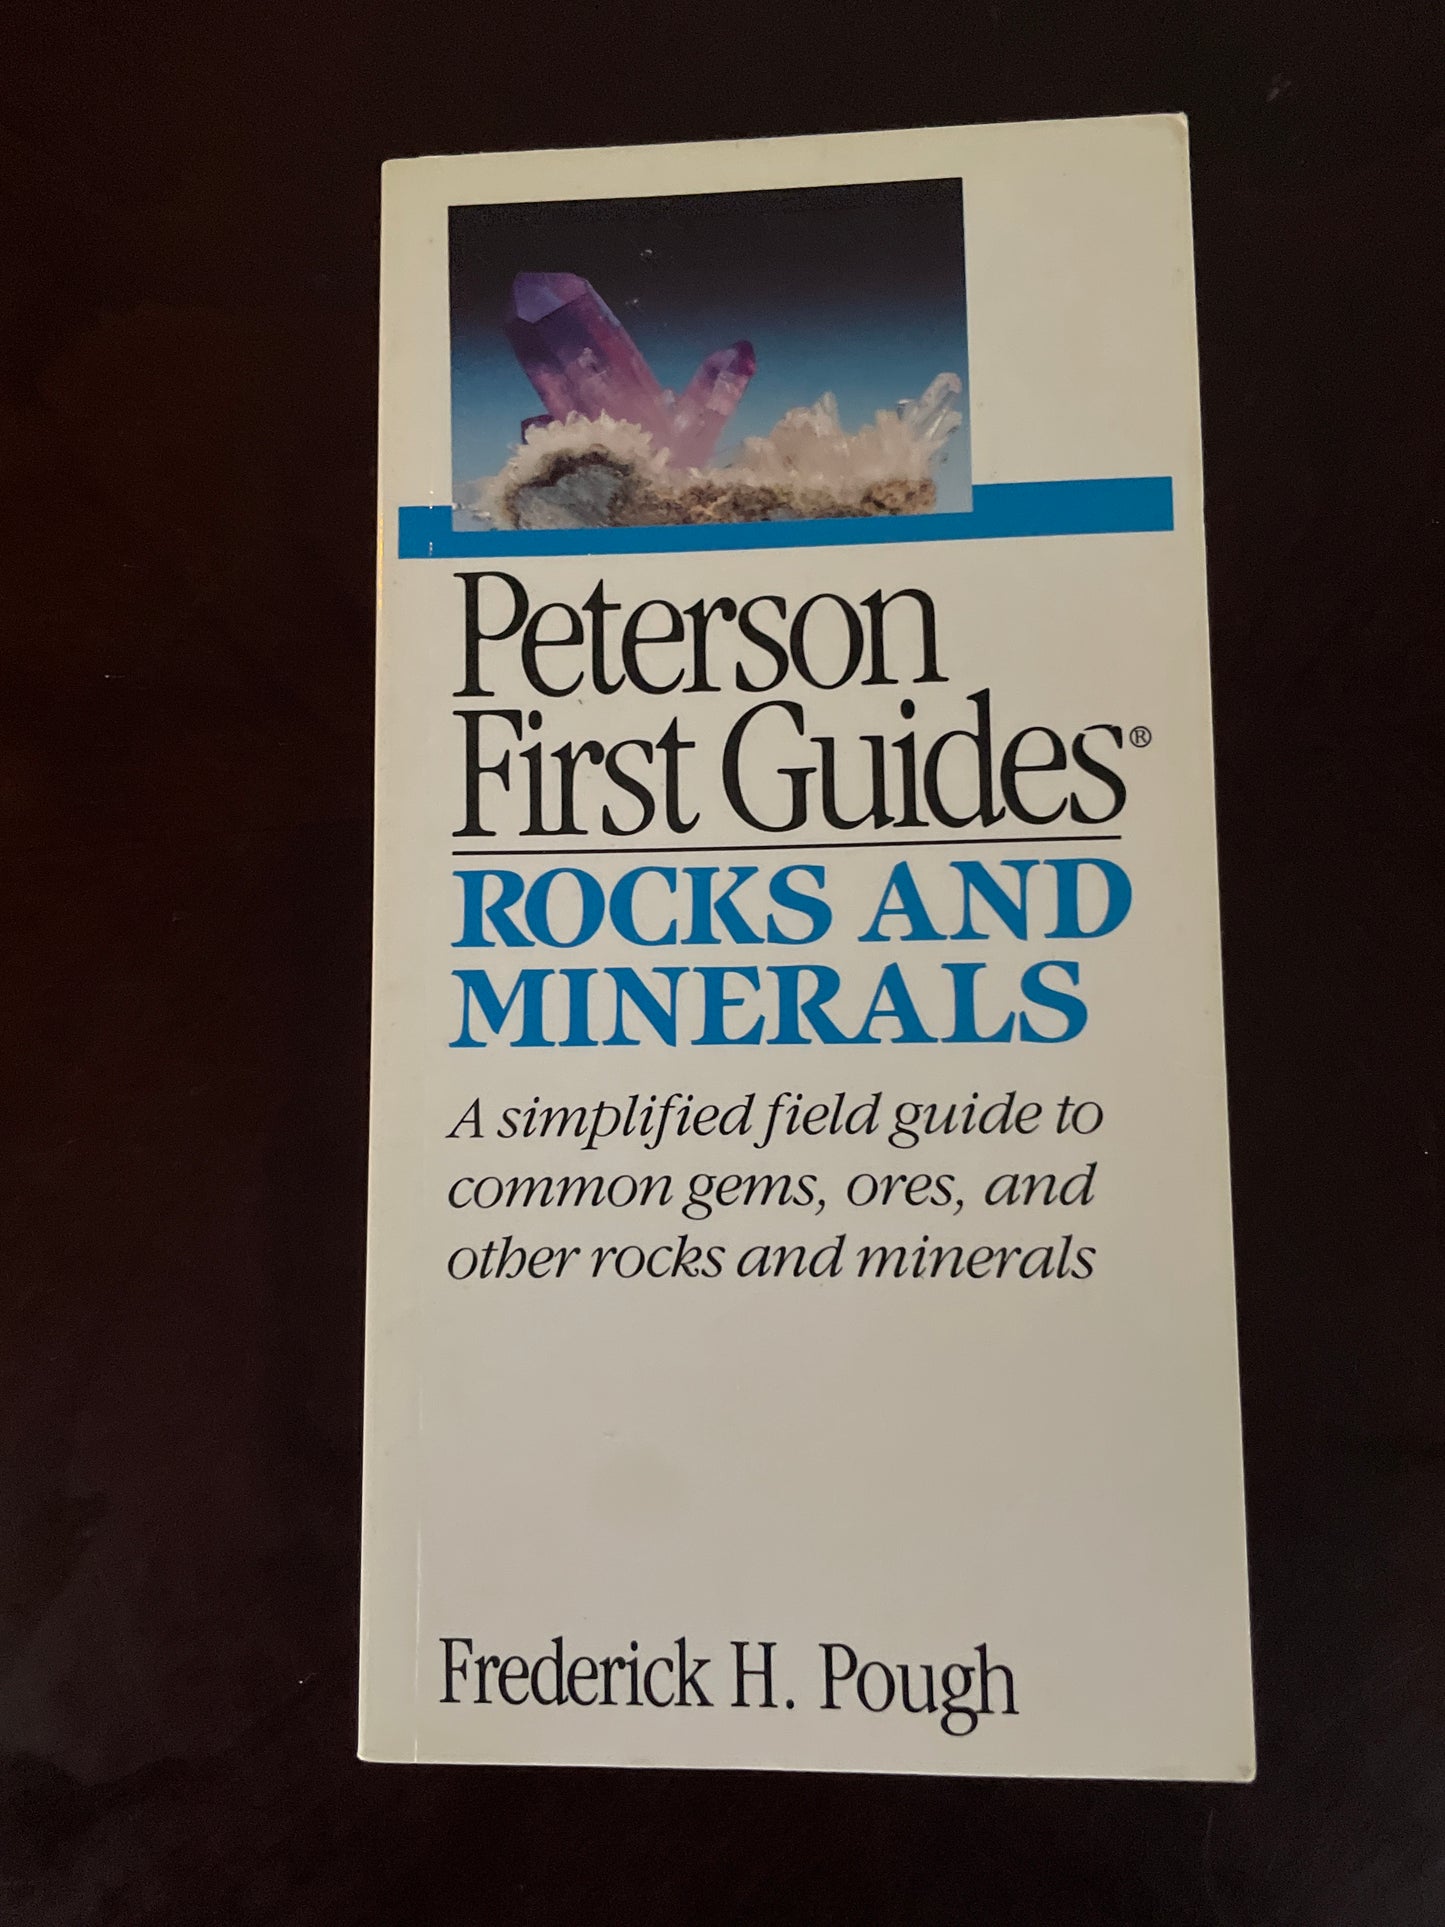 Peterson
First Guides®
ROCKS AND
MINERALS
A simplified field guide to
common gems, ores, and
other rocks and minerals
Frederick H. Pough